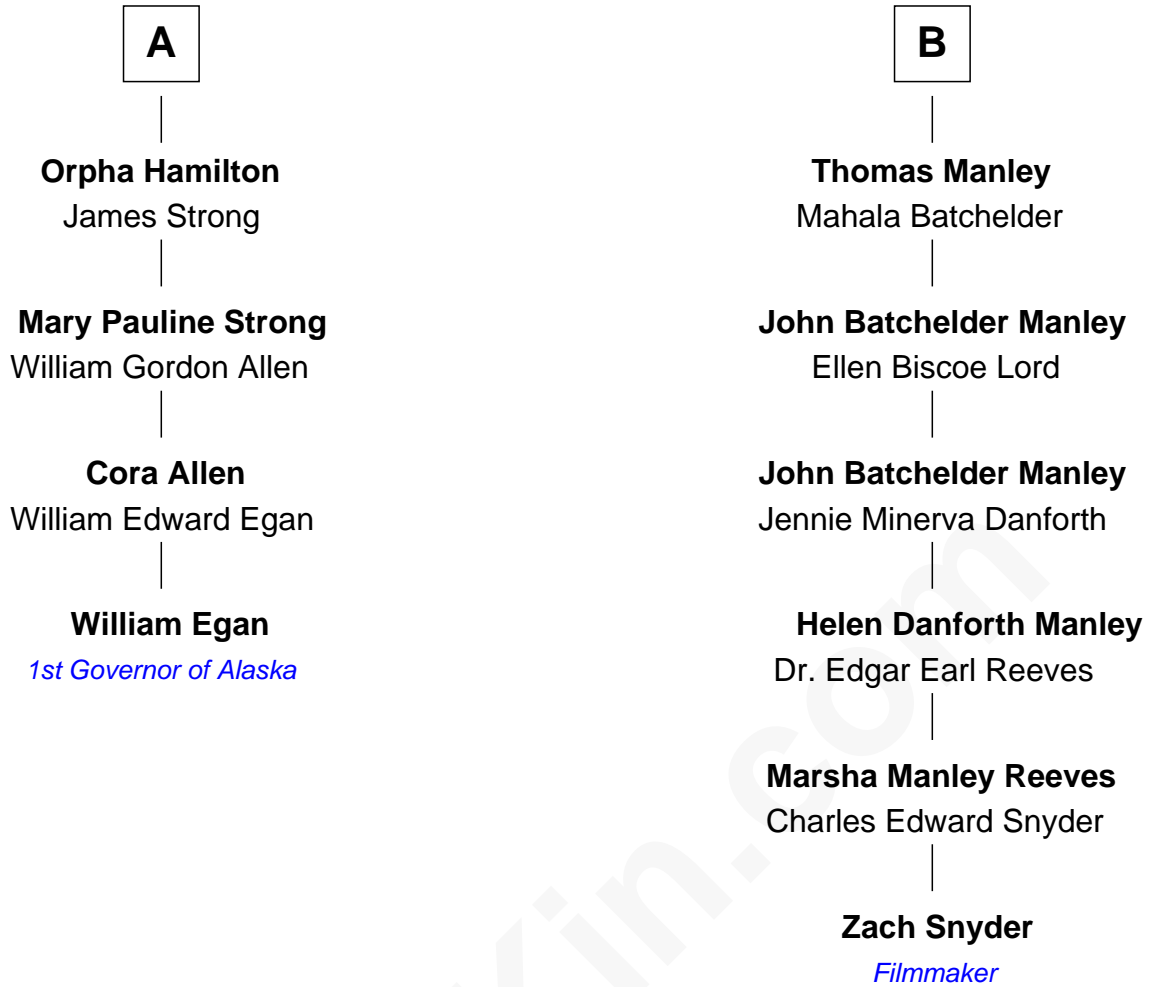 A
Orpha Hamilton
James Strong
Mary Pauline Strong
William Gordon Allen
Cora Allen
William Edward Egan
William Egan
1st Governor of Alaska
B
Thomas Manley
Mahala Batchelder
John Batchelder Manley
Ellen Biscoe Lord
John Batchelder Manley
Jennie Minerva Danforth
Helen Danforth Manley
Dr. Edgar Earl Reeves
Marsha Manley Reeves
Charles Edward Snyder
Zach Snyder
Filmmaker
Kin.com